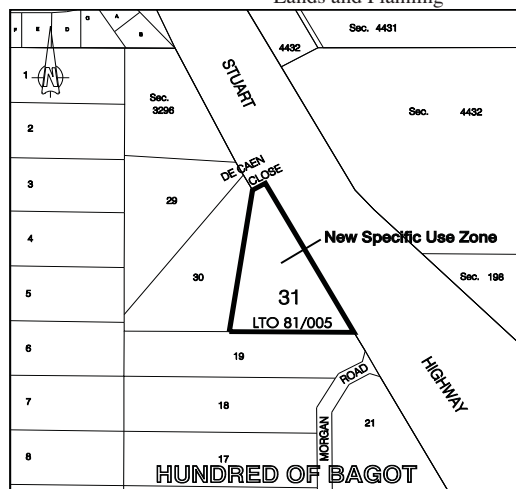 Lands and Planning
F E D G A
B
Sec. 4431
4432
1
N
STUART
Sec.
3296
Sec. 4432
2
DE CAEN
CLOSE
3
29
New Specific Use Zone
4
30
Sec. 198
5
31
LTO 81/005
6
19
ROAD
HIGHWAY
7
18
21
MORGAN
8
17
HUNDRED OF BAGOT